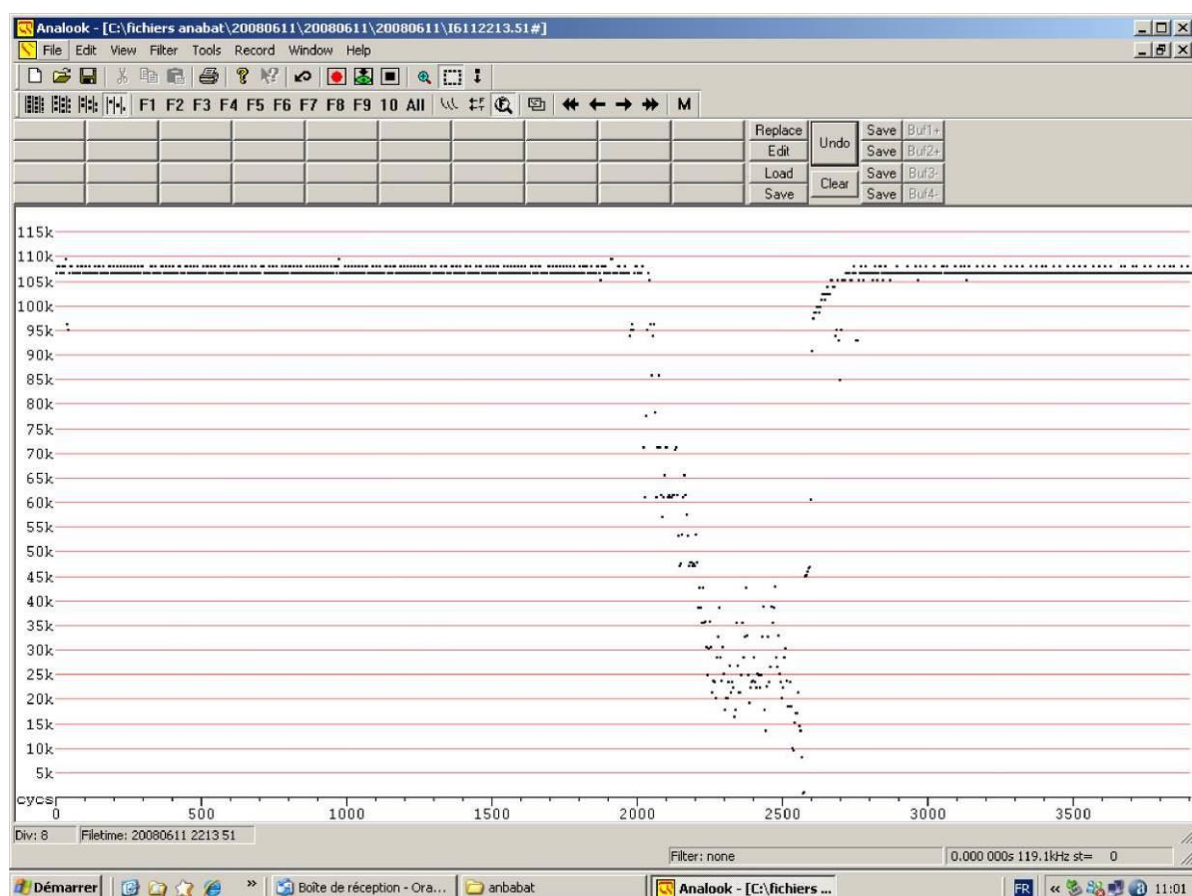 Analook - [C:\fichiers anabat\20080611\20080611\20080611\I6112213.51#]
File Edit View Filter Tools Record Window Help
F1 F2 F3 F4 F5 F6 F7 F8 F9 10 All M
Replace Undo Save Buf1+
Edit Save Buf2+
Load Clear Save Buf3-
Save Save Buf4-
115k
110k
105k
100k
95k
90k
85k
80k
75k
70k
65k
60k
55k
50k
45k
40k
35k
30k
25k
20k
15k
10k
5k
cycs
0 500 1000 1500 2000 2500 3000 3500
Div: 8 Filetime: 20080611 2213 51
Filter: none 0.000 000s 119.1kHz st= 0
Démarrer » Boîte de réception - Ora... anbabat Analook - [C:\fichiers ... FR « 11:01